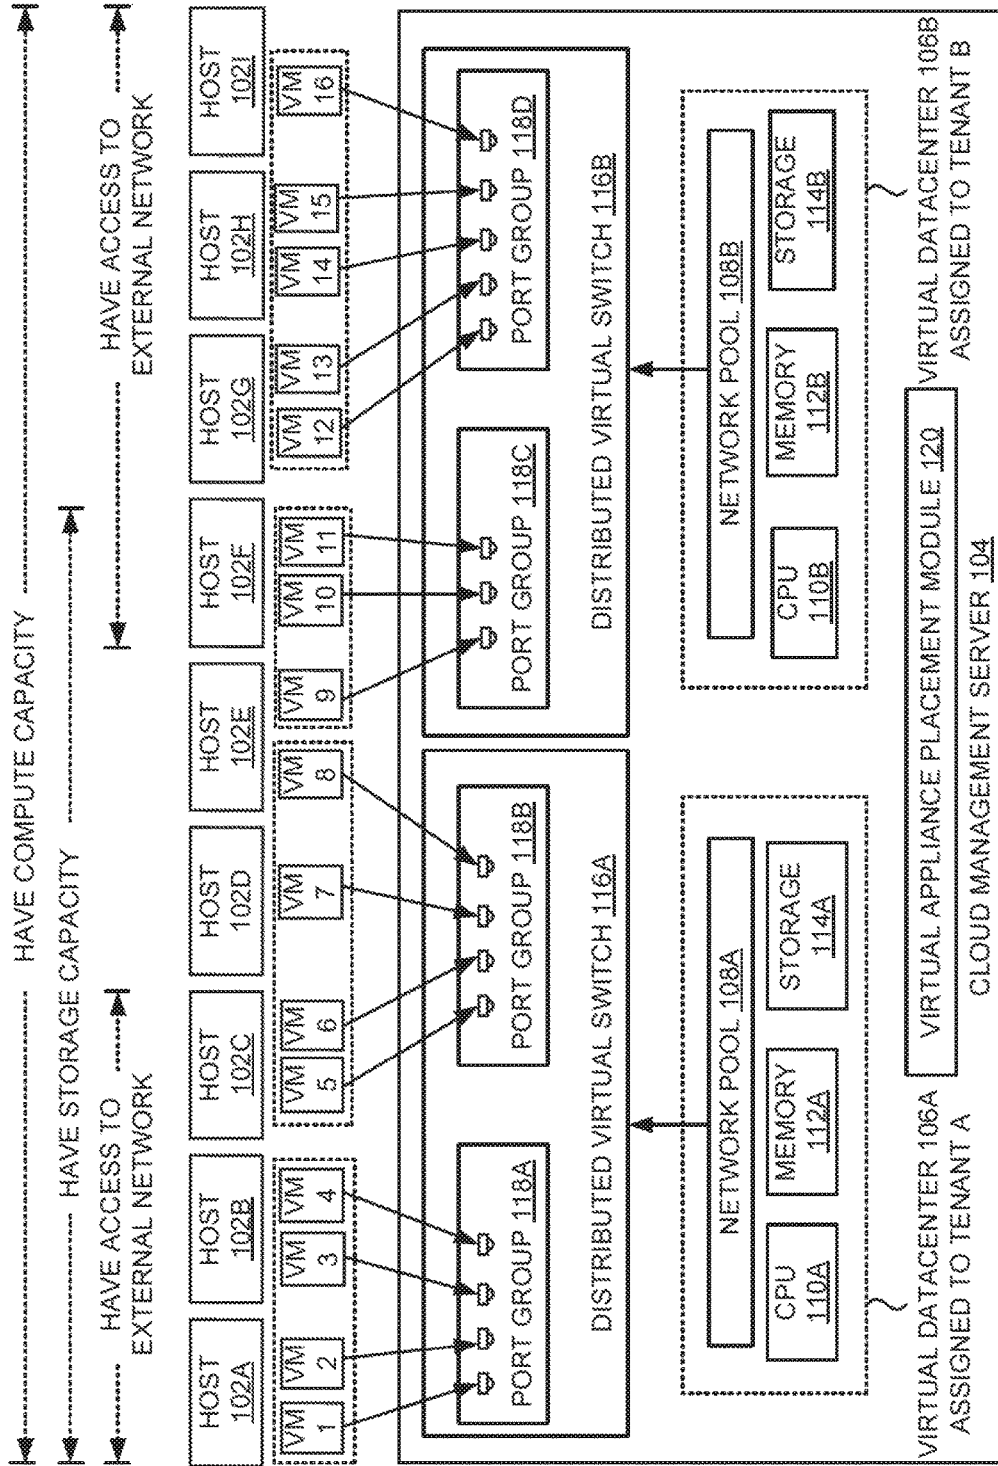 HAVE COMPUTE CAPACITY
HAVE STORAGE CAPACITY
HAVE ACCESS TO
EXTERNAL NETWORK
HAVE ACCESS TO
EXTERNAL NETWORK
HOST
102A
HOST
102B
HOST
102C
HOST
102D
HOST
102E
HOST
102F
HOST
102G
HOST
102H
HOST
102I
VM
1
VM
2
VM
3
VM
4
VM
5
VM
6
VM
7
VM
8
VM
9
VM
10
VM
11
VM
12
VM
13
VM
14
VM
15
VM
16
PORT GROUP 118A
PORT GROUP 118B
PORT GROUP 118C
PORT GROUP 118D
DISTRIBUTED VIRTUAL SWITCH 116A
DISTRIBUTED VIRTUAL SWITCH 116B
NETWORK POOL 108A
NETWORK POOL 108B
CPU
110A
MEMORY
112A
STORAGE
114A
CPU
110B
MEMORY
112B
STORAGE
114B
VIRTUAL DATACENTER 106A
ASSIGNED TO TENANT A
VIRTUAL APPLIANCE PLACEMENT MODULE 120
CLOUD MANAGEMENT SERVER 104
VIRTUAL DATACENTER 106B
ASSIGNED TO TENANT B